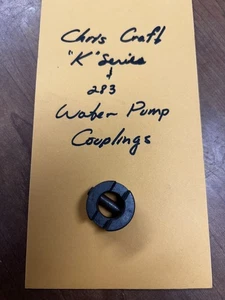 Chris Craft
"K" Series
+
283
Water Pump
Couplings